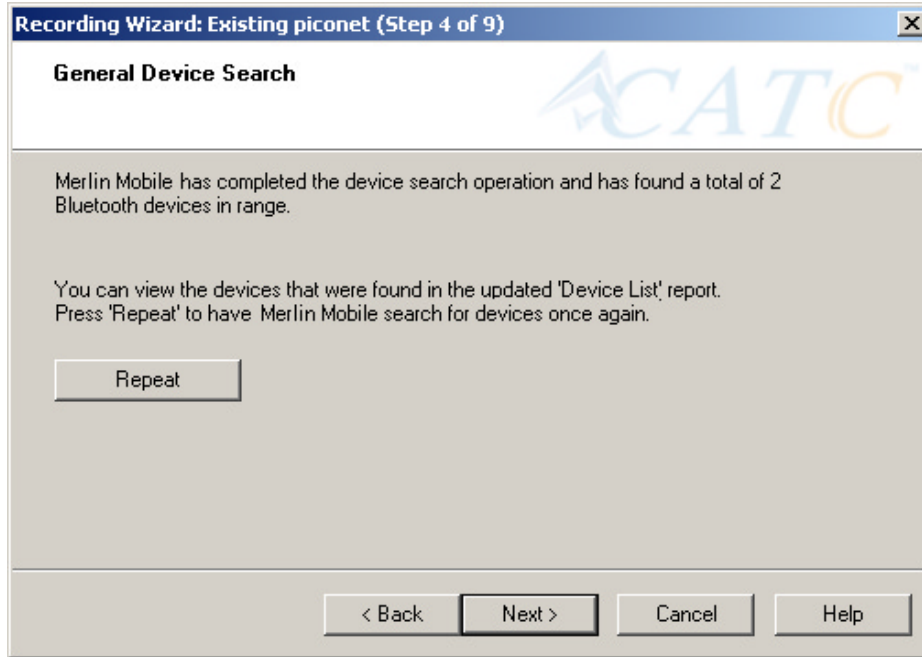 Recording Wizard: Existing piconet (Step 4 of 9)
General Device Search
CATC™
Merlin Mobile has completed the device search operation and has found a total of 2
Bluetooth devices in range.
You can view the devices that were found in the updated 'Device List' report.
Press 'Repeat' to have Merlin Mobile search for devices once again.
Repeat
< Back Next > Cancel Help